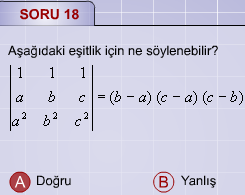 SORU 18
Aşağıdaki eşitlik için ne söylenebilir?
| 1 1 1 |
| a b c | = (b − a) (c − a) (c − b)
| a² b² c² |
A Doğru B Yanlış